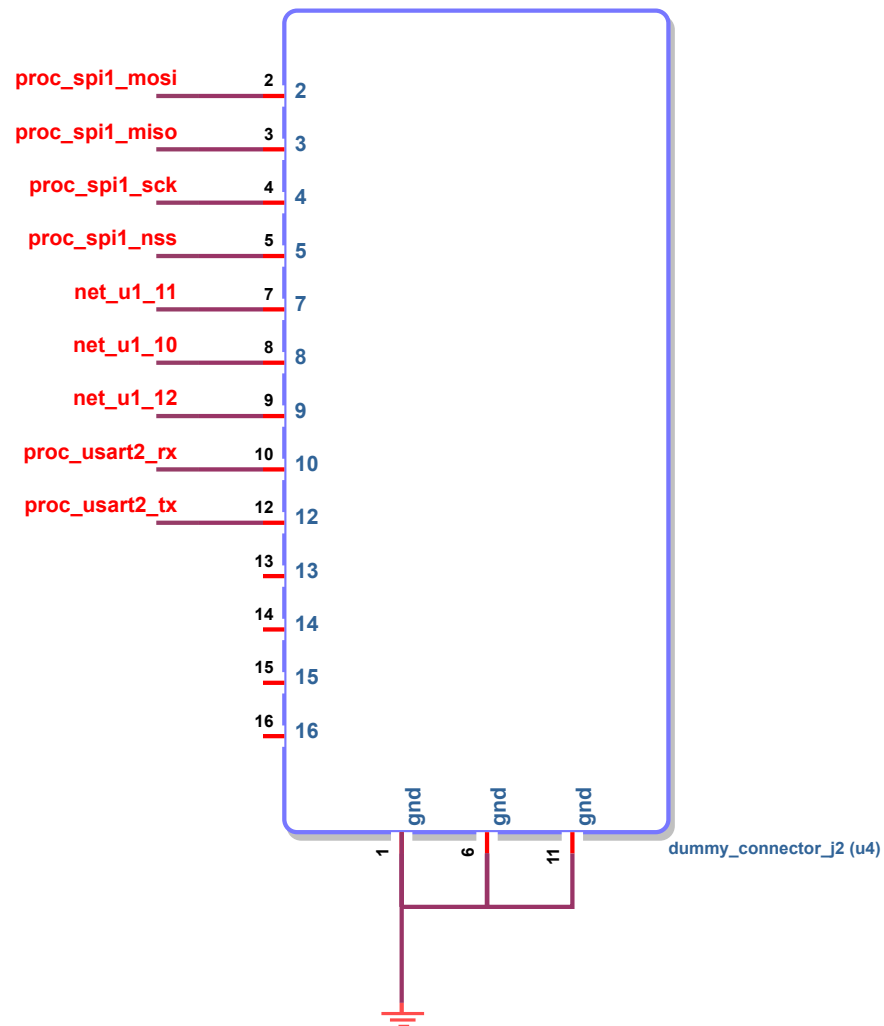 proc_spi1_mosi 2 2
proc_spi1_miso 3 3
proc_spi1_sck 4 4
proc_spi1_nss 5 5
net_u1_11 7 7
net_u1_10 8 8
net_u1_12 9 9
proc_usart2_rx 10 10
proc_usart2_tx 12 12
13 13
14 14
15 15
16 16
gnd gnd gnd
1 6 11
dummy_connector_j2 (u4)